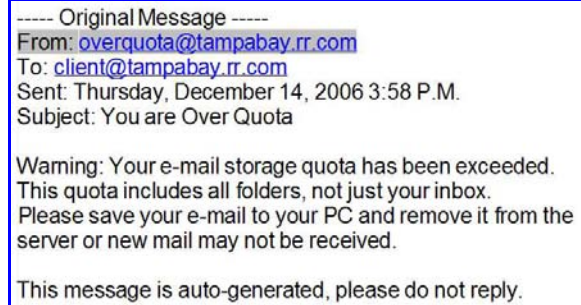 ----- Original Message -----
From: overquota@tampabay.rr.com
To: client@tampabay.rr.com
Sent: Thursday, December 14, 2006 3:58 P.M.
Subject: You are Over Quota
Warning: Your e-mail storage quota has been exceeded.
This quota includes all folders, not just your inbox.
Please save your e-mail to your PC and remove it from the
server or new mail may not be received.
This message is auto-generated, please do not reply.